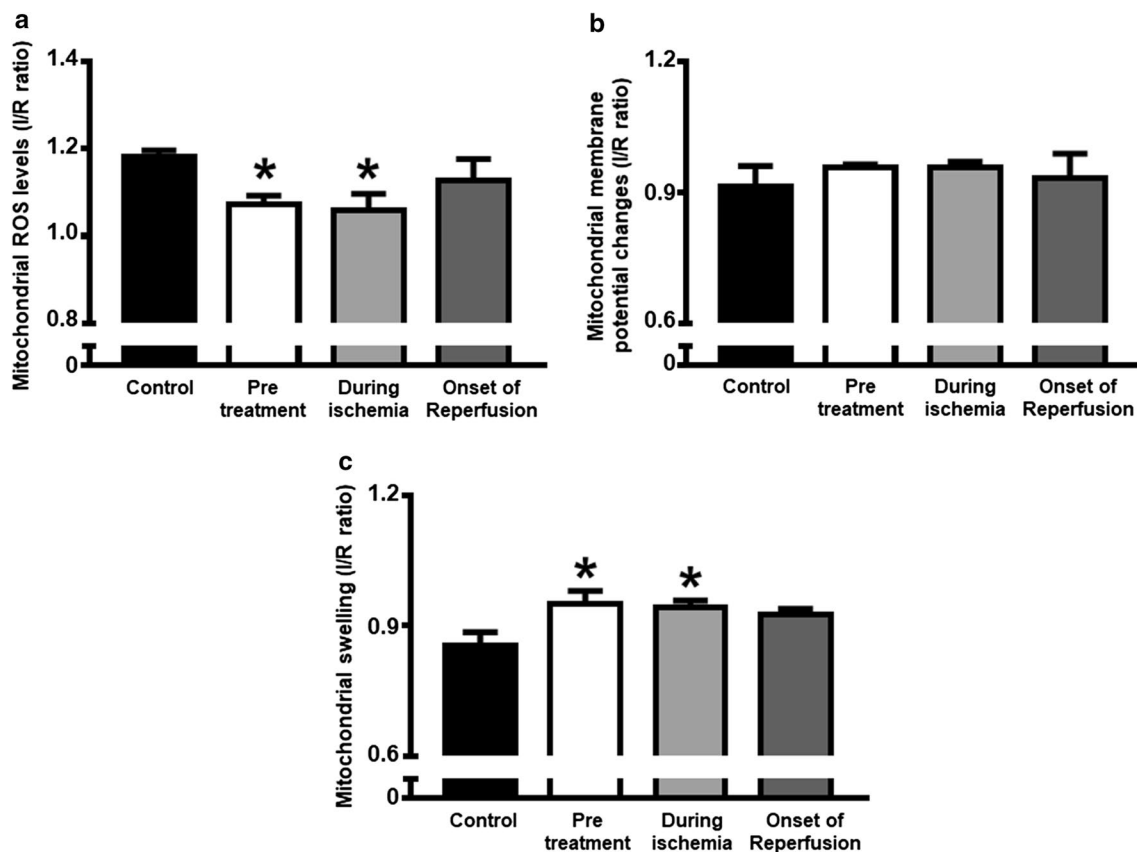 a
Mitochondrial ROS levels (I/R ratio)
1.4
1.2
1.0
0.8
0
*
*
Control
Pre
treatment
During
ischemia
Onset of
Reperfusion
b
Mitochondrial membrane
potential changes (I/R ratio)
1.2
0.9
0.6
0
Control
Pre
treatment
During
ischemia
Onset of
Reperfusion
c
Mitochondrial swelling (I/R ratio)
1.2
0.9
0.6
0
*
*
Control
Pre
treatment
During
ischemia
Onset of
Reperfusion